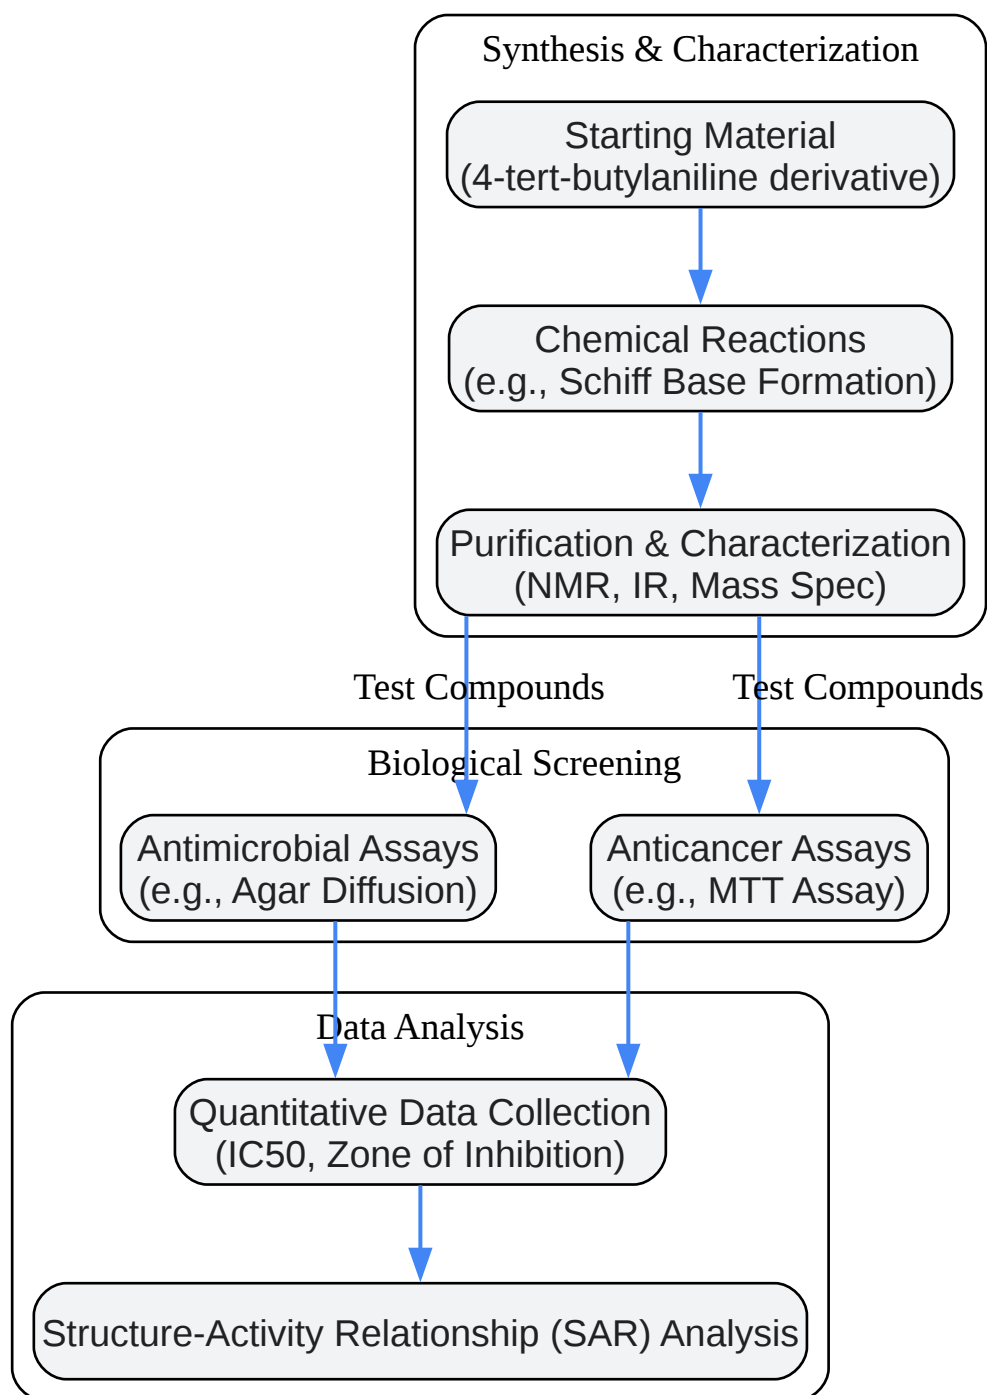 Synthesis & Characterization
Starting Material
(4-tert-butylaniline derivative)
Chemical Reactions
(e.g., Schiff Base Formation)
Purification & Characterization
(NMR, IR, Mass Spec)
Test Compounds
Test Compounds
Biological Screening
Antimicrobial Assays
(e.g., Agar Diffusion)
Anticancer Assays
(e.g., MTT Assay)
Data Analysis
Quantitative Data Collection
(IC50, Zone of Inhibition)
Structure-Activity Relationship (SAR) Analysis